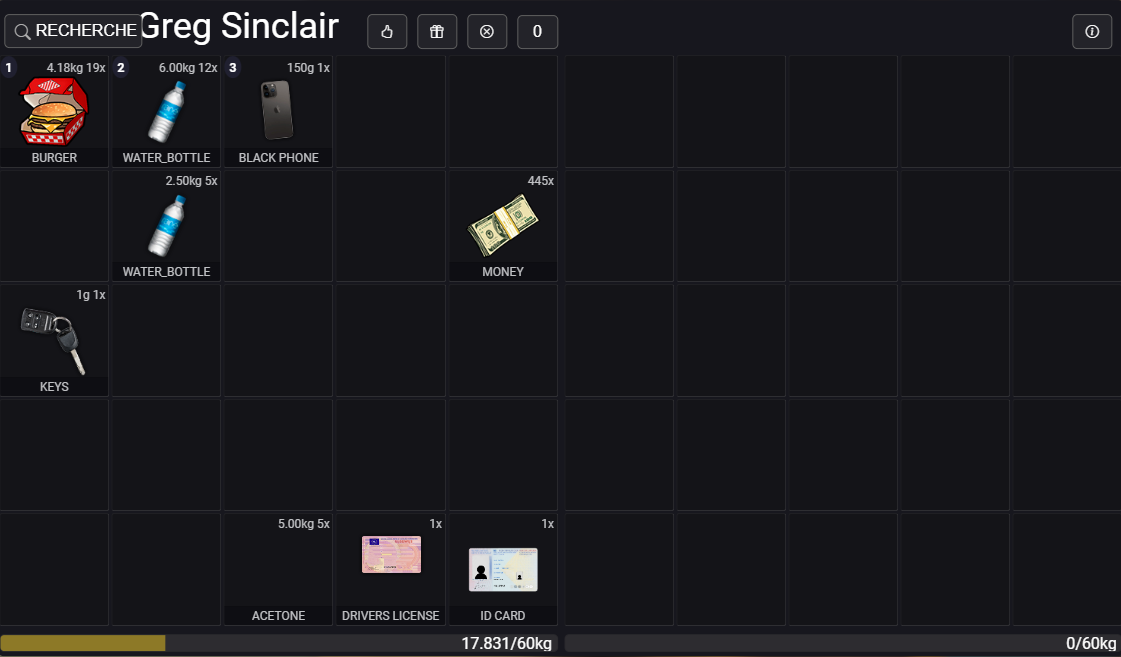 RECHERCHE Greg Sinclair 0
1 4.18kg 19x 2 6.00kg 12x 3 150g 1x
BURGER WATER_BOTTLE BLACK PHONE
2.50kg 5x 445x
WATER_BOTTLE MONEY
1g 1x
KEYS
5.00kg 5x 1x 1x
ACETONE DRIVERS LICENSE ID CARD
17.831/60kg 0/60kg